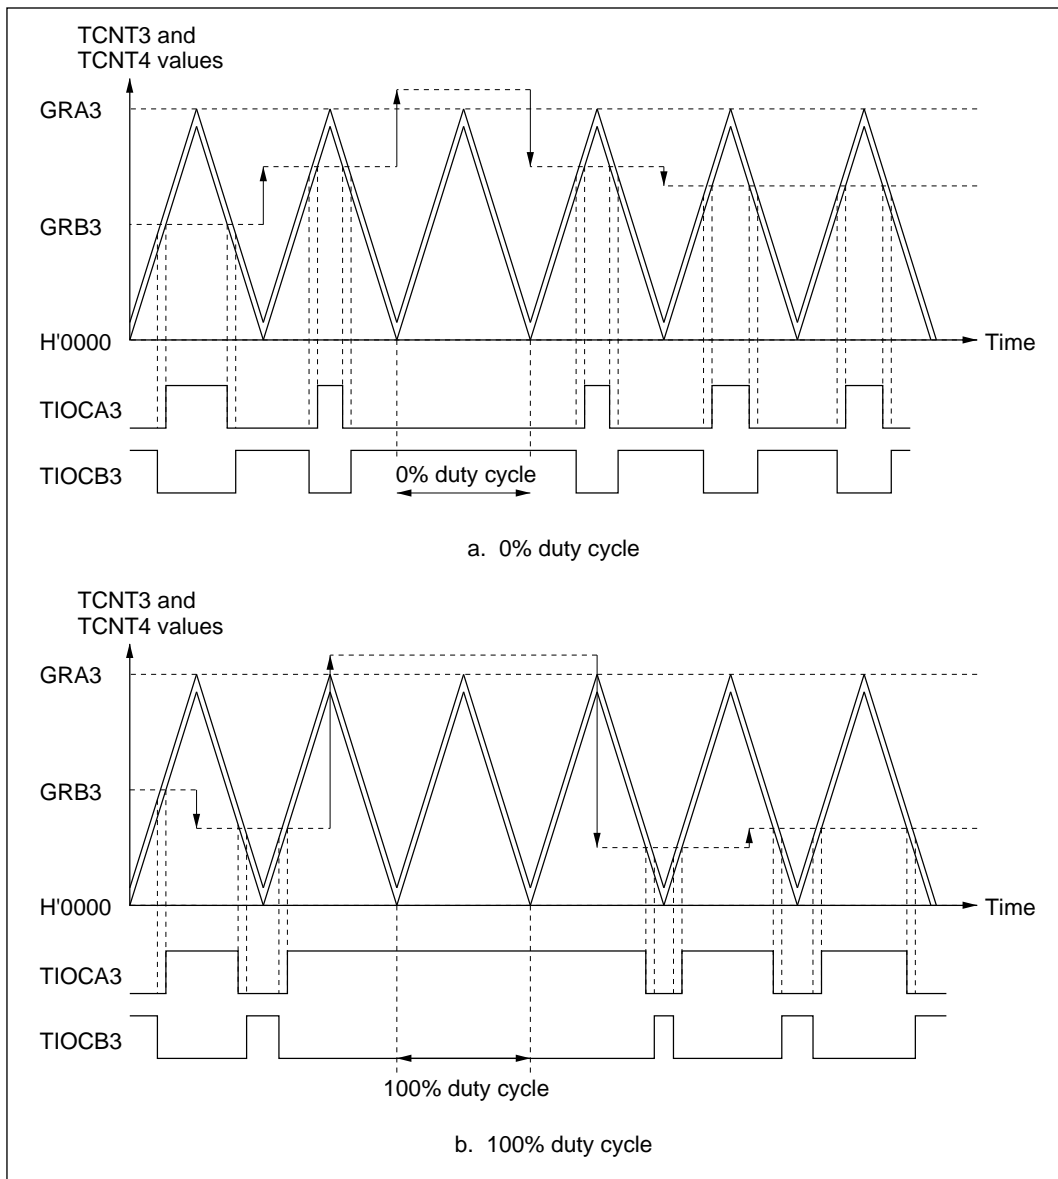 TCNT3 and
TCNT4 values
GRA3
GRB3
H'0000
Time
TIOCA3
TIOCB3
0% duty cycle
a. 0% duty cycle
TCNT3 and
TCNT4 values
GRA3
GRB3
H'0000
Time
TIOCA3
TIOCB3
100% duty cycle
b. 100% duty cycle